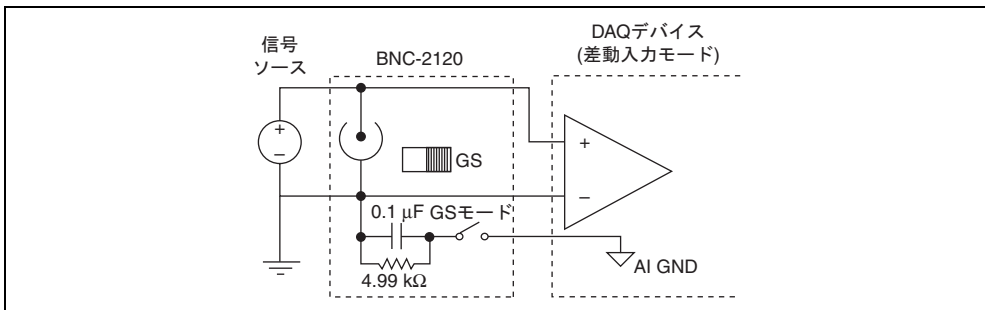 信号
ソース
BNC-2120
DAQデバイス
(差動入力モード)
+
−
GS
+
−
0.1 μF GSモード
4.99 kΩ
AI GND